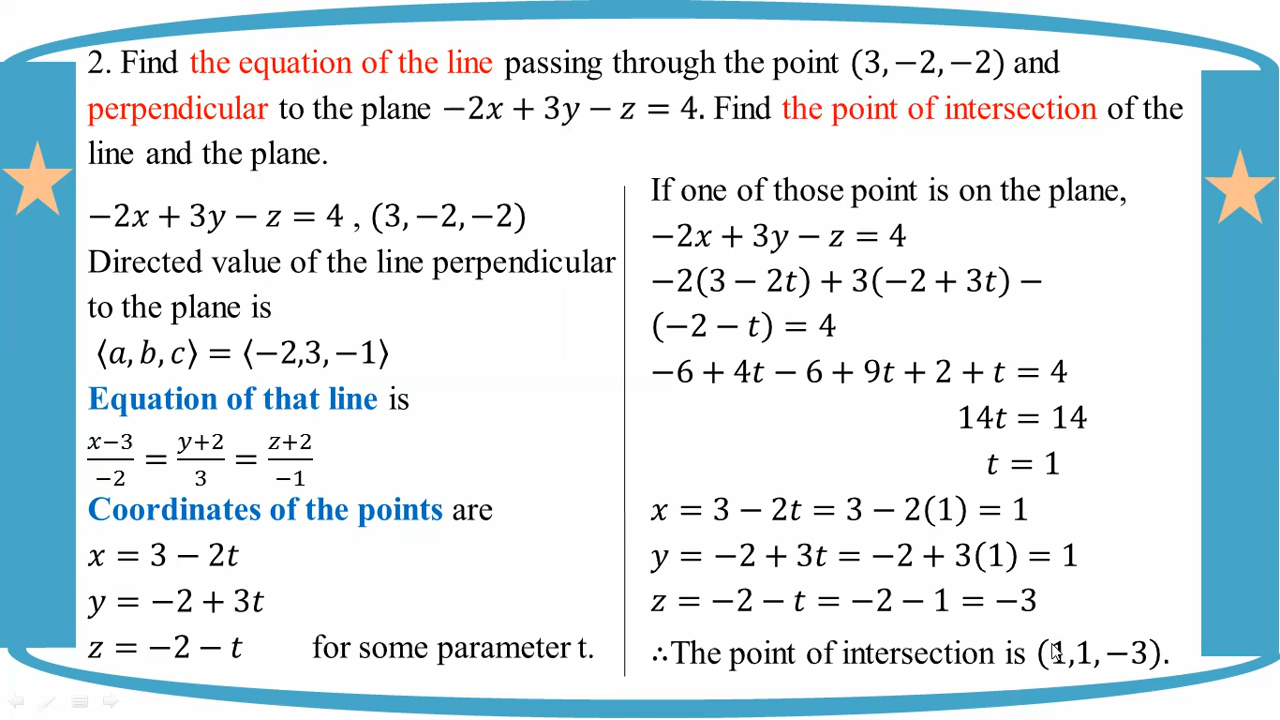 2. Find the equation of the line passing through the point (3,−2,−2) and
perpendicular to the plane −2x + 3y − z = 4. Find the point of intersection of the
line and the plane.
−2x + 3y − z = 4 , (3,−2,−2)
Directed value of the line perpendicular
to the plane is
⟨a, b, c⟩ = ⟨−2,3,−1⟩
Equation of that line is
(x−3)/(−2) = (y+2)/3 = (z+2)/(−1)
Coordinates of the points are
x = 3 − 2t
y = −2 + 3t
z = −2 − t for some parameter t.
If one of those point is on the plane,
−2x + 3y − z = 4
−2(3 − 2t) + 3(−2 + 3t) −
(−2 − t) = 4
−6 + 4t − 6 + 9t + 2 + t = 4
14t = 14
t = 1
x = 3 − 2t = 3 − 2(1) = 1
y = −2 + 3t = −2 + 3(1) = 1
z = −2 − t = −2 − 1 = −3
∴The point of intersection is (1,1,−3).